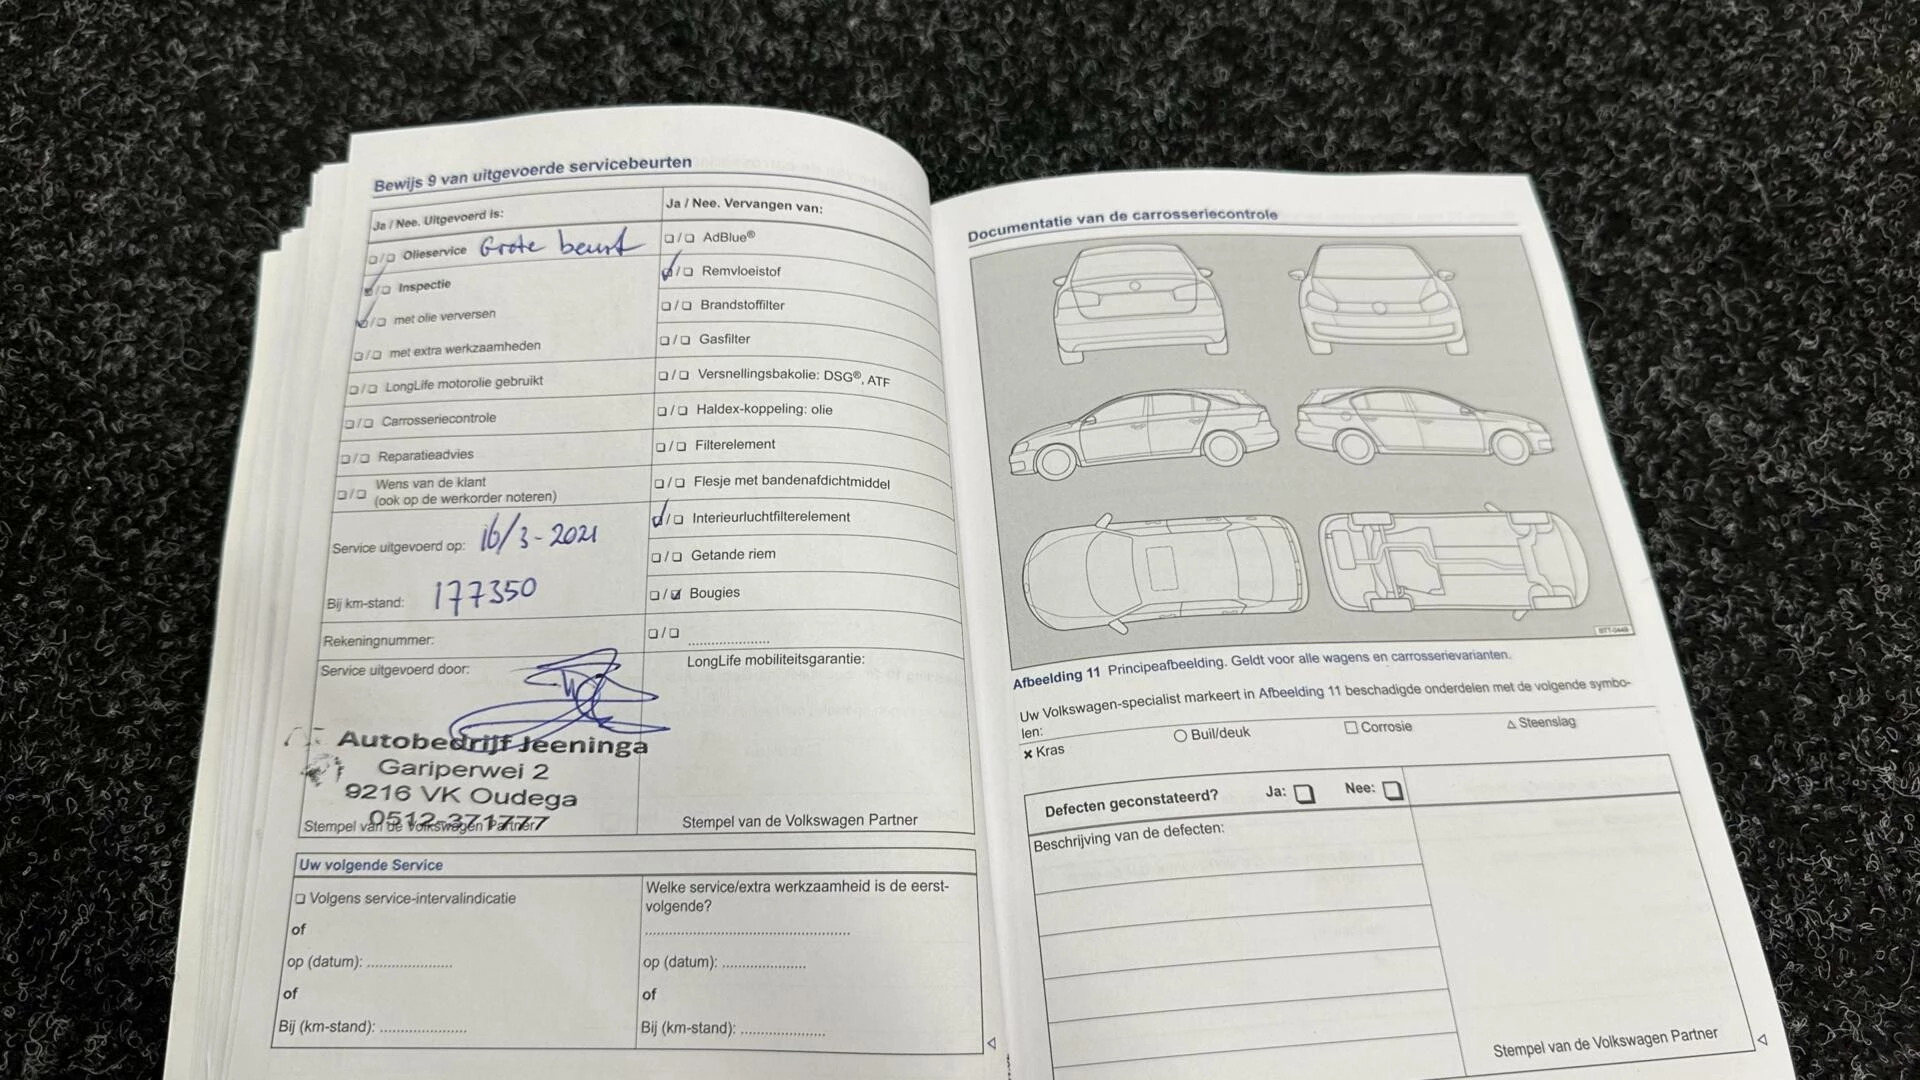 Bewijs 9 van uitgevoerde servicebeurten
Ja / Nee. Uitgevoerd is:
❏/❏ Olieservice Grote beurt
☑/❏ Inspectie
☑/❏ met olie verversen
❏/❏ met extra werkzaamheden
❏/❏ LongLife motorolie gebruikt
❏/❏ Carrosseriecontrole
❏/❏ Reparatieadvies
❏/❏ Wens van de klant
(ook op de werkorder noteren)
Service uitgevoerd op: 16/3-2021
Bij km-stand: 177350
Rekeningnummer:
Service uitgevoerd door:
Autobedrijf Jeeninga
Gariperwei 2
9216 VK Oudega
0512-371777
Stempel van de Volkswagen Partner
Ja / Nee. Vervangen van:
❏/❏ AdBlue®
☑/❏ Remvloeistof
❏/❏ Brandstoffilter
❏/❏ Gasfilter
❏/❏ Versnellingsbakolie: DSG®, ATF
❏/❏ Haldex-koppeling: olie
❏/❏ Filterelement
❏/❏ Flesje met bandenafdichtmiddel
☑/❏ Interieurluchtfilterelement
❏/❏ Getande riem
❏/☑ Bougies
❏/❏ .....................
LongLife mobiliteitsgarantie:
Stempel van de Volkswagen Partner
Uw volgende Service
❏ Volgens service-intervalindicatie
of
op (datum): .....................
of
Bij (km-stand): .....................
Welke service/extra werkzaamheid is de eerst-
volgende?
..................................................
op (datum): .....................
of
Bij (km-stand): .....................
Documentatie van de carrosseriecontrole
Afbeelding 11 Principeafbeelding. Geldt voor alle wagens en carrosserievarianten.
Uw Volkswagen-specialist markeert in Afbeelding 11 beschadigde onderdelen met de volgende symbo-
len:
× Kras ○ Buil/deuk □ Corrosie △ Steenslag
Defecten geconstateerd? Ja: ❏ Nee: ❏
Beschrijving van de defecten:
Stempel van de Volkswagen Partner